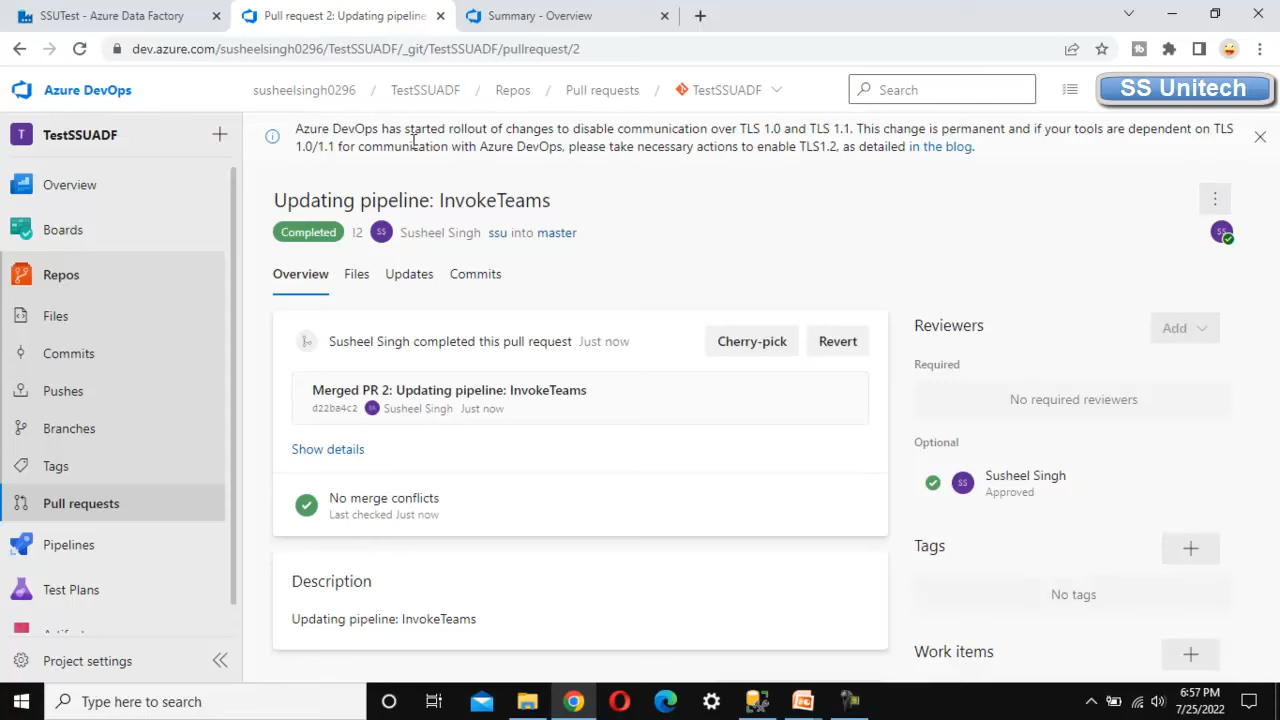 SSUTest - Azure Data Factory
Pull request 2: Updating pipeline
Summary - Overview
dev.azure.com/susheelsingh0296/TestSSUADF/_git/TestSSUADF/pullrequest/2
Azure DevOps
susheelsingh0296 / TestSSUADF / Repos / Pull requests / TestSSUADF
Search
SS Unitech
T TestSSUADF
Azure DevOps has started rollout of changes to disable communication over TLS 1.0 and TLS 1.1. This change is permanent and if your tools are dependent on TLS
1.0/1.1 for communication with Azure DevOps, please take necessary actions to enable TLS1.2, as detailed in the blog.
Overview
Boards
Repos
Files
Commits
Pushes
Branches
Tags
Pull requests
Pipelines
Test Plans
Project settings
Updating pipeline: InvokeTeams
Completed !2 SS Susheel Singh ssu into master
Overview Files Updates Commits
Susheel Singh completed this pull request Just now
Cherry-pick
Revert
Merged PR 2: Updating pipeline: InvokeTeams
d22ba4c2 Susheel Singh Just now
Show details
No merge conflicts
Last checked Just now
Description
Updating pipeline: InvokeTeams
Reviewers
Add
Required
No required reviewers
Optional
SS Susheel Singh
Approved
Tags
No tags
Work items
Type here to search
6:57 PM
7/25/2022